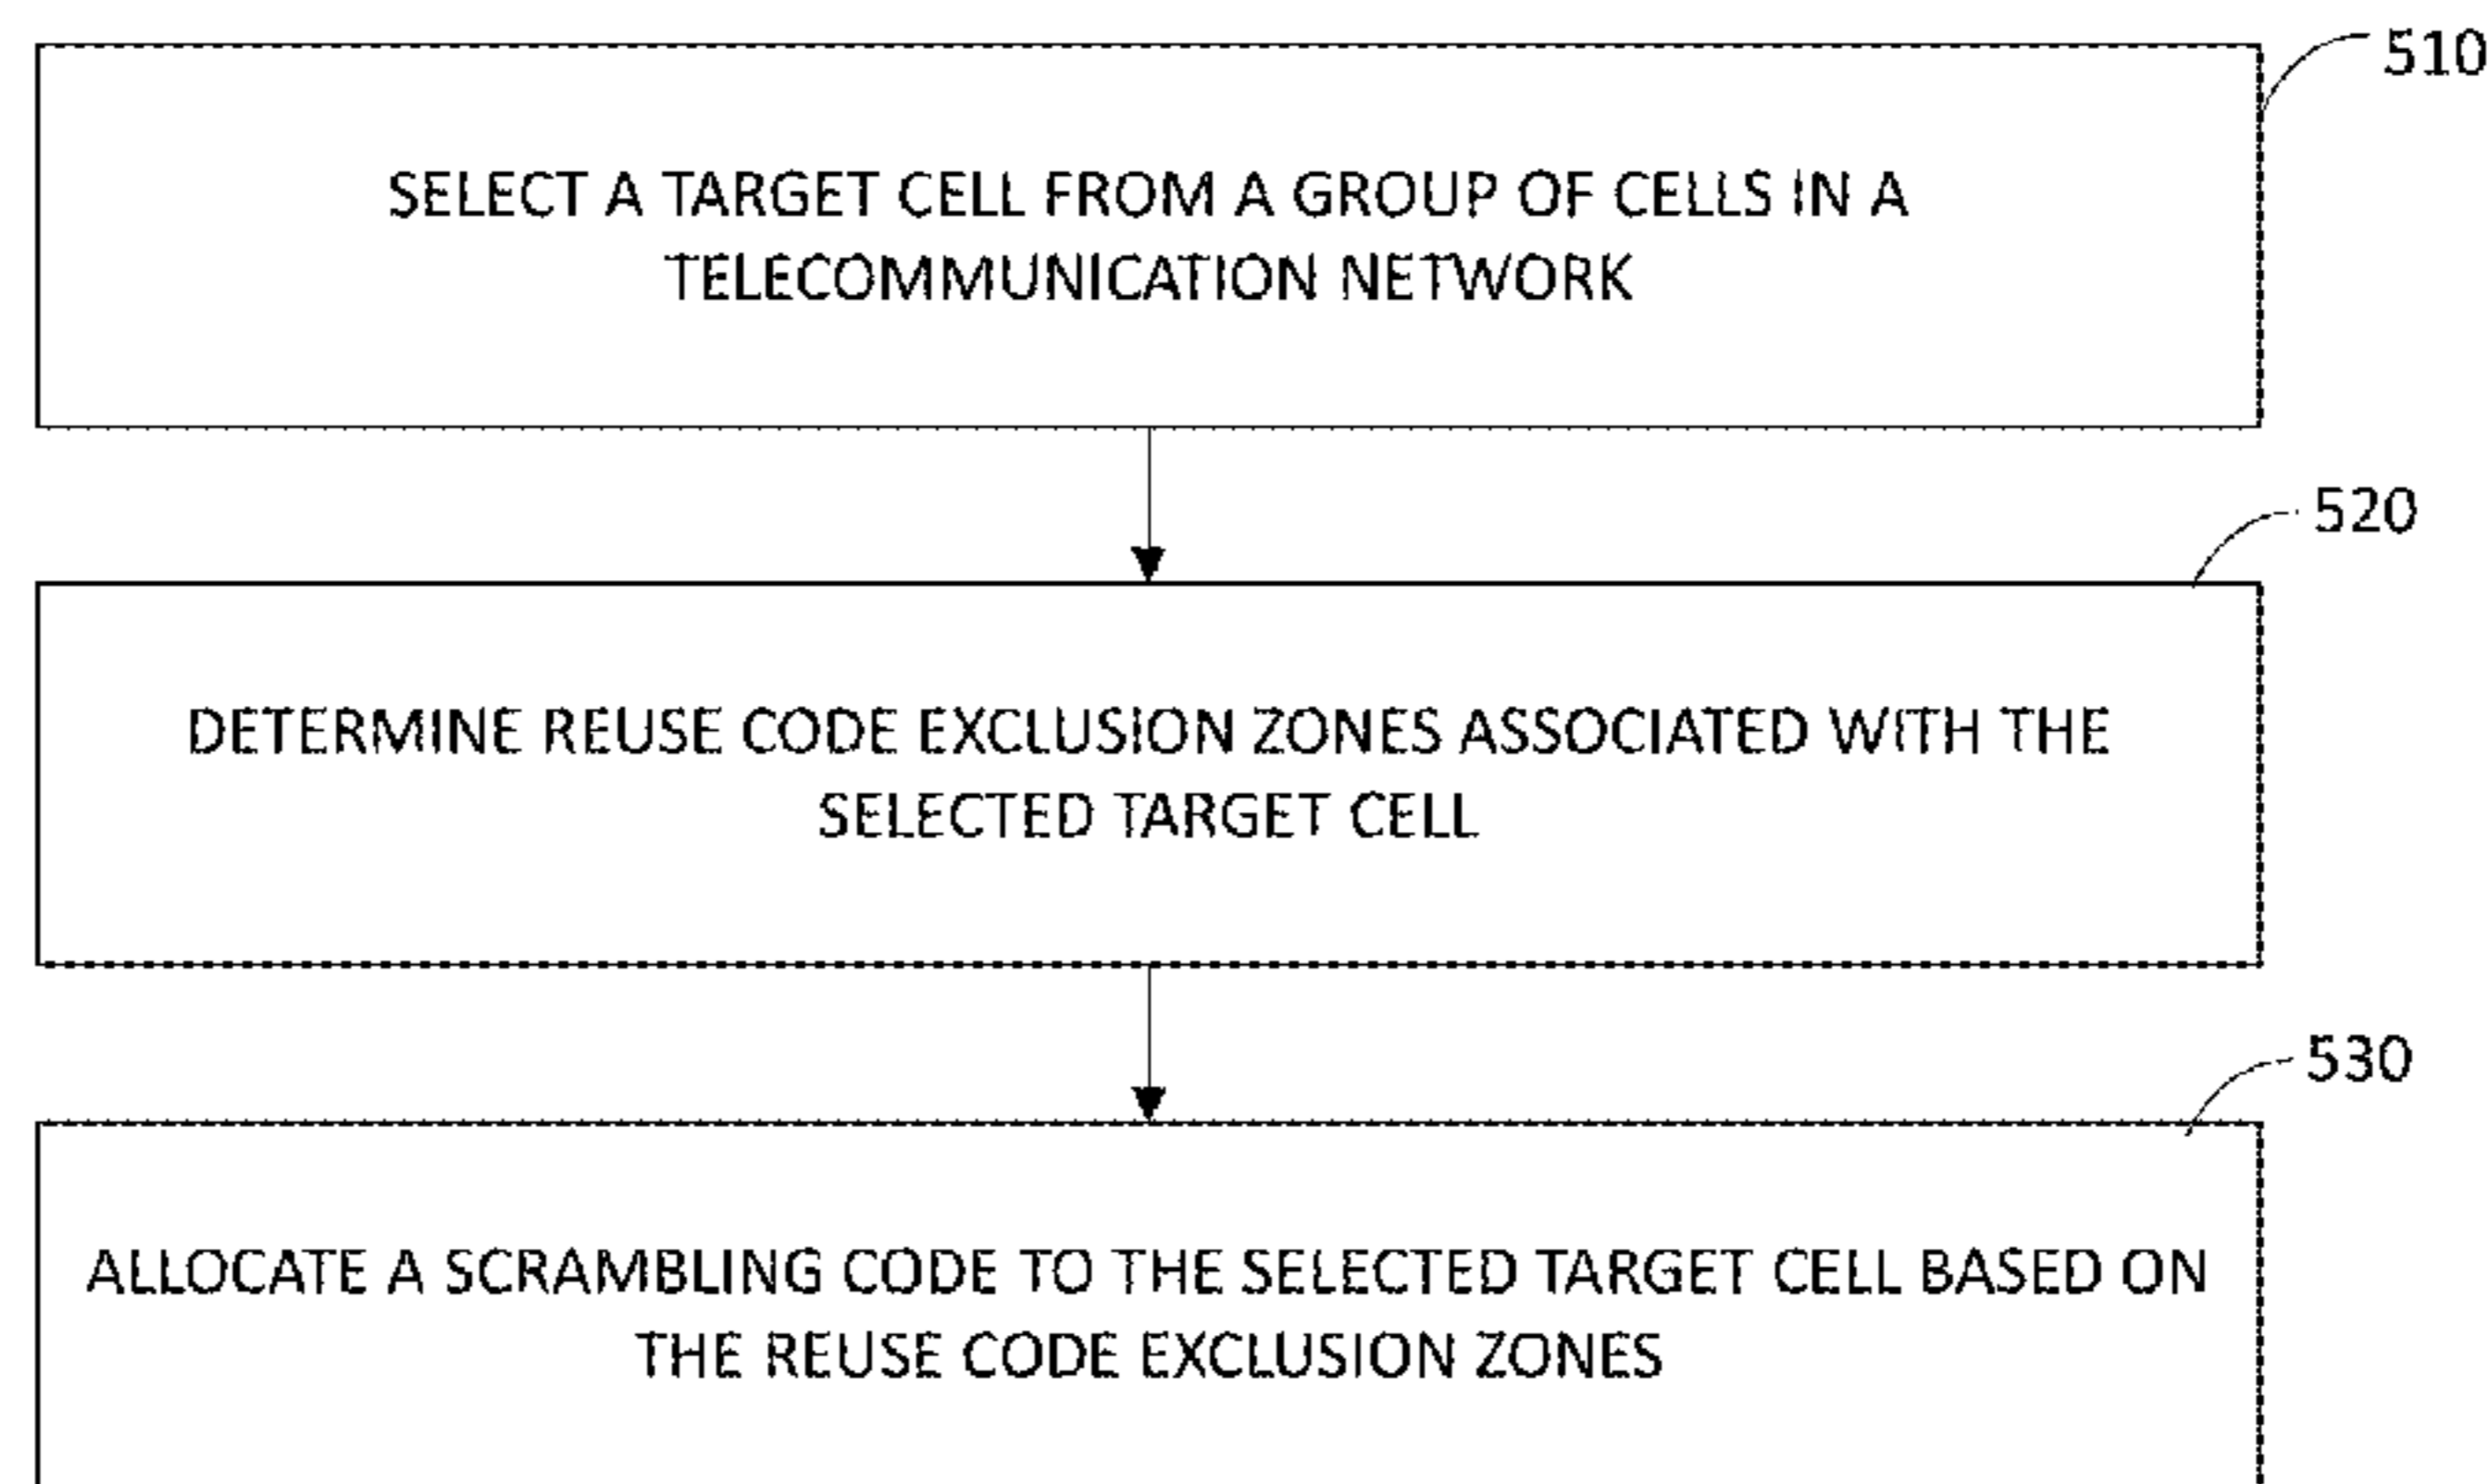 510
SELECT A TARGET CELL FROM A GROUP OF CELLS IN A
TELECOMMUNICATION NETWORK
520
DETERMINE REUSE CODE EXCLUSION ZONES ASSOCIATED WITH THE
SELECTED TARGET CELL
530
ALLOCATE A SCRAMBLING CODE TO THE SELECTED TARGET CELL BASED ON
THE REUSE CODE EXCLUSION ZONES